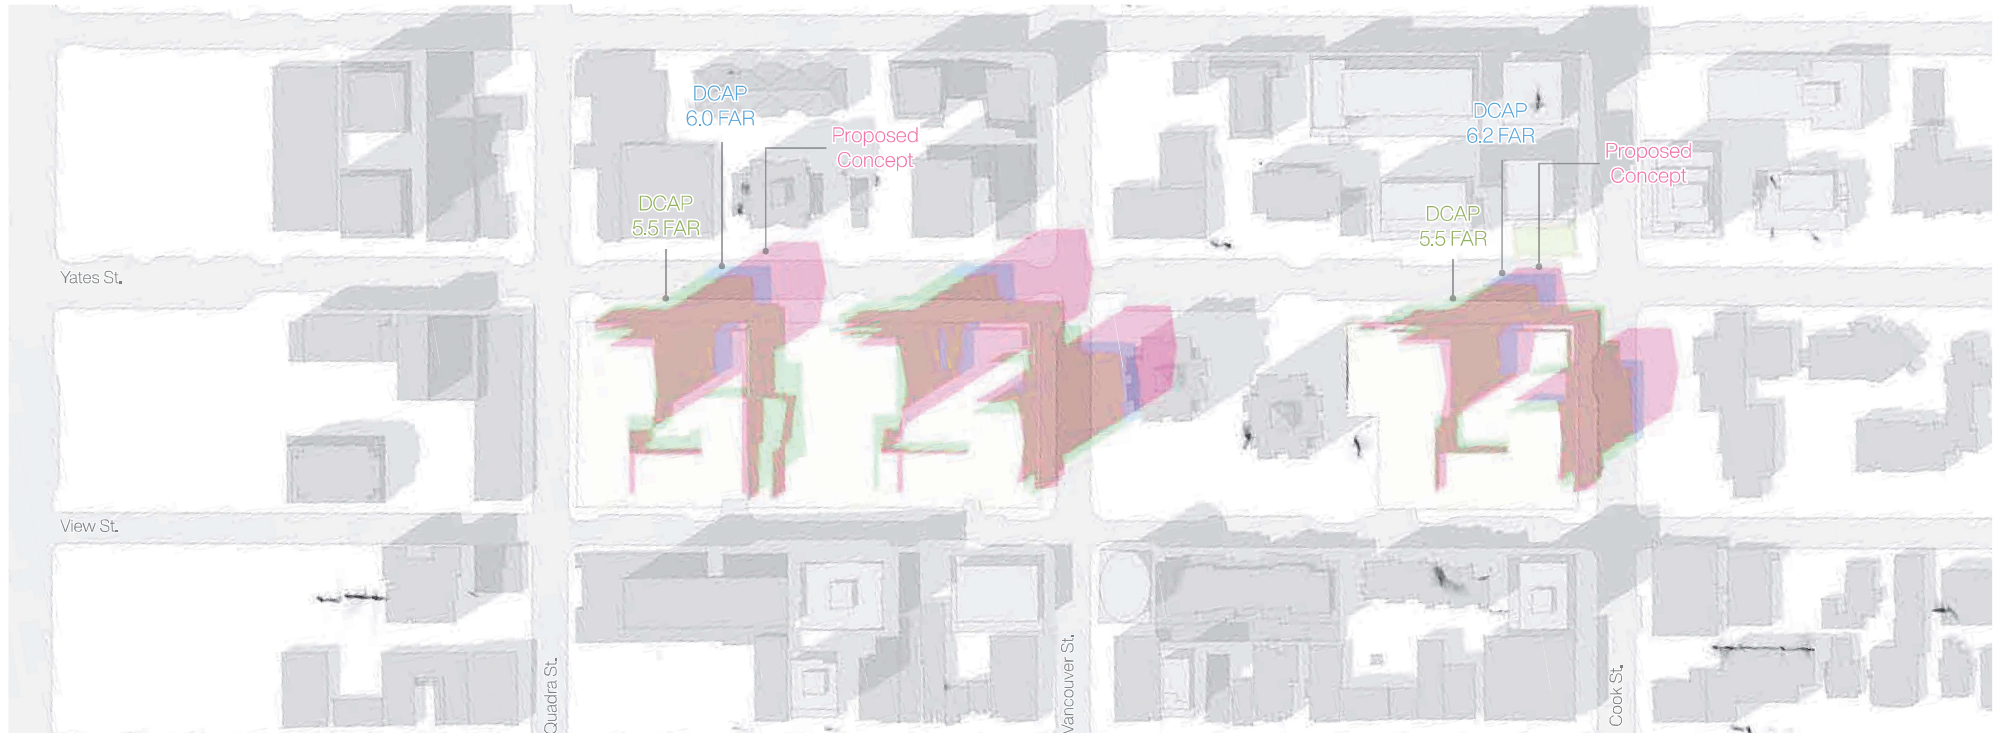 DCAP
6.0 FAR
Proposed
Concept
DCAP
5.5 FAR
DCAP
6.2 FAR
Proposed
Concept
DCAP
5.5 FAR
Yates St.
View St.
Quadra St.
Vancouver St.
Cook St.